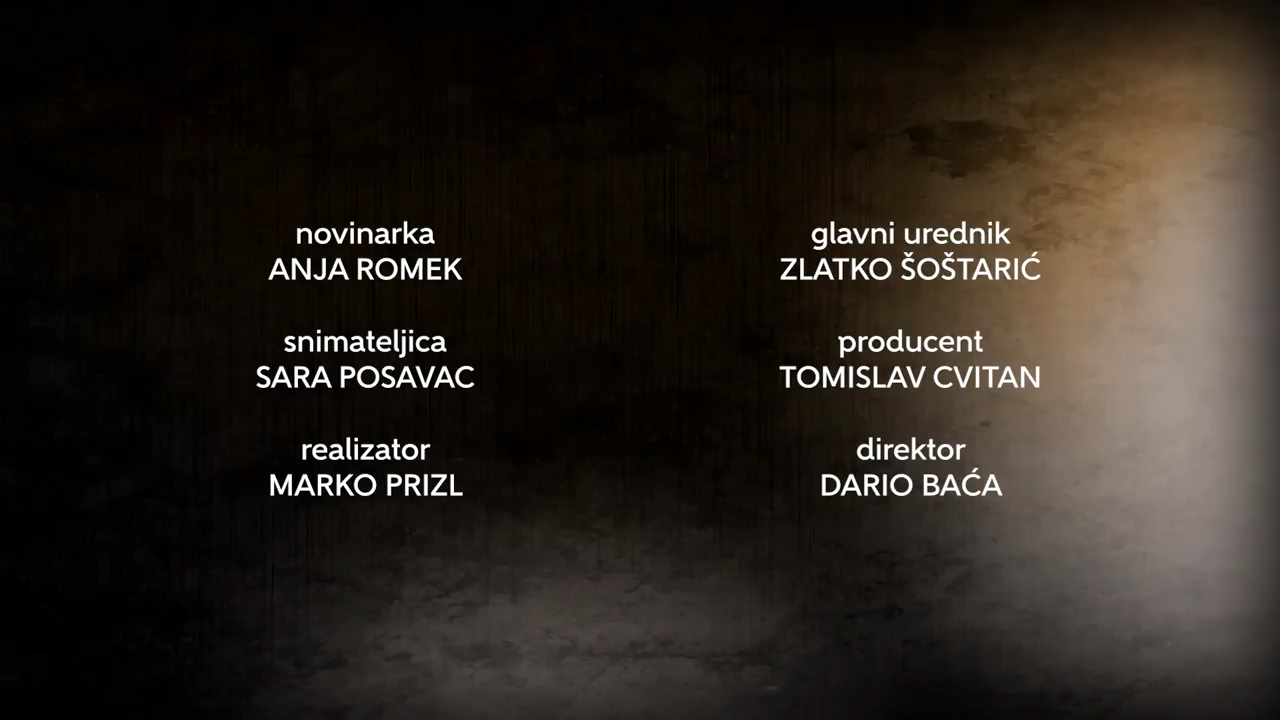 novinarka
ANJA ROMEK
snimateljica
SARA POSAVAC
realizator
MARKO PRIZL
glavni urednik
ZLATKO ŠOŠTARIĆ
producent
TOMISLAV CVITAN
direktor
DARIO BAĆA